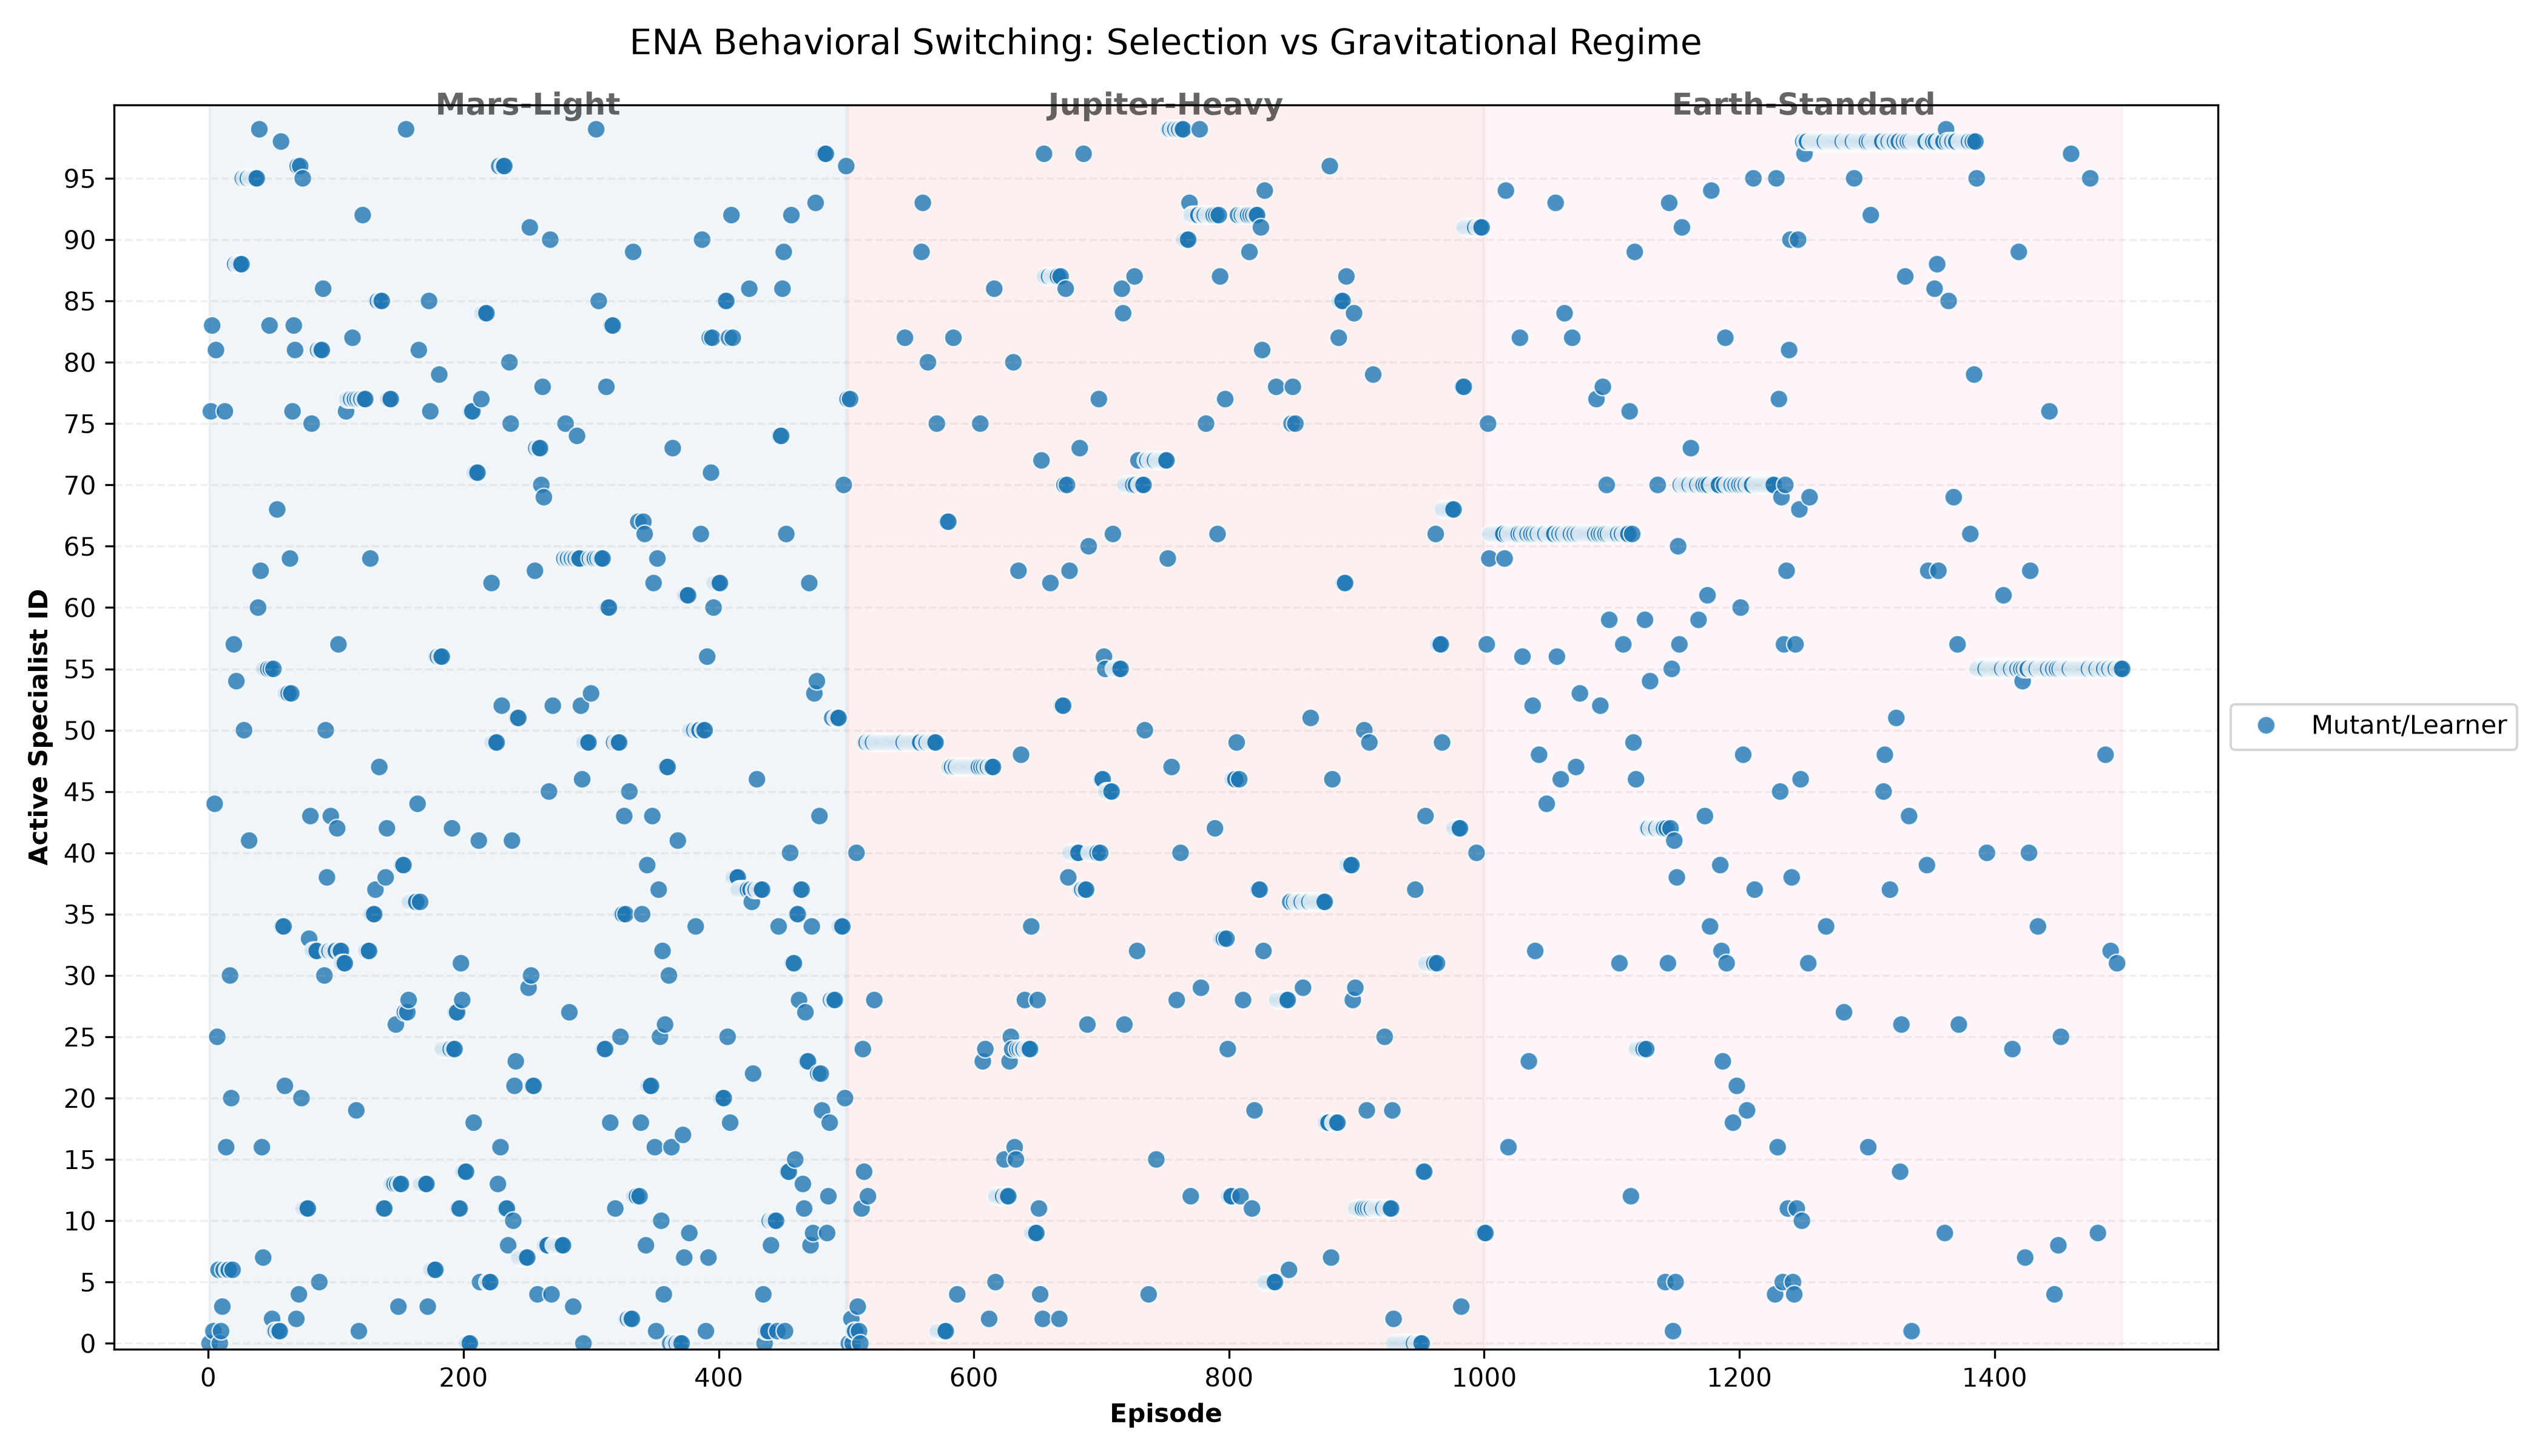 ENA Behavioral Switching: Selection vs Gravitational Regime
Mars-Light
Jupiter-Heavy
Earth-Standard
Active Specialist ID
95
90
85
80
75
70
65
60
55
50
45
40
35
30
25
20
15
10
5
0
Mutant/Learner
0 200 400 600 800 1000 1200 1400
Episode